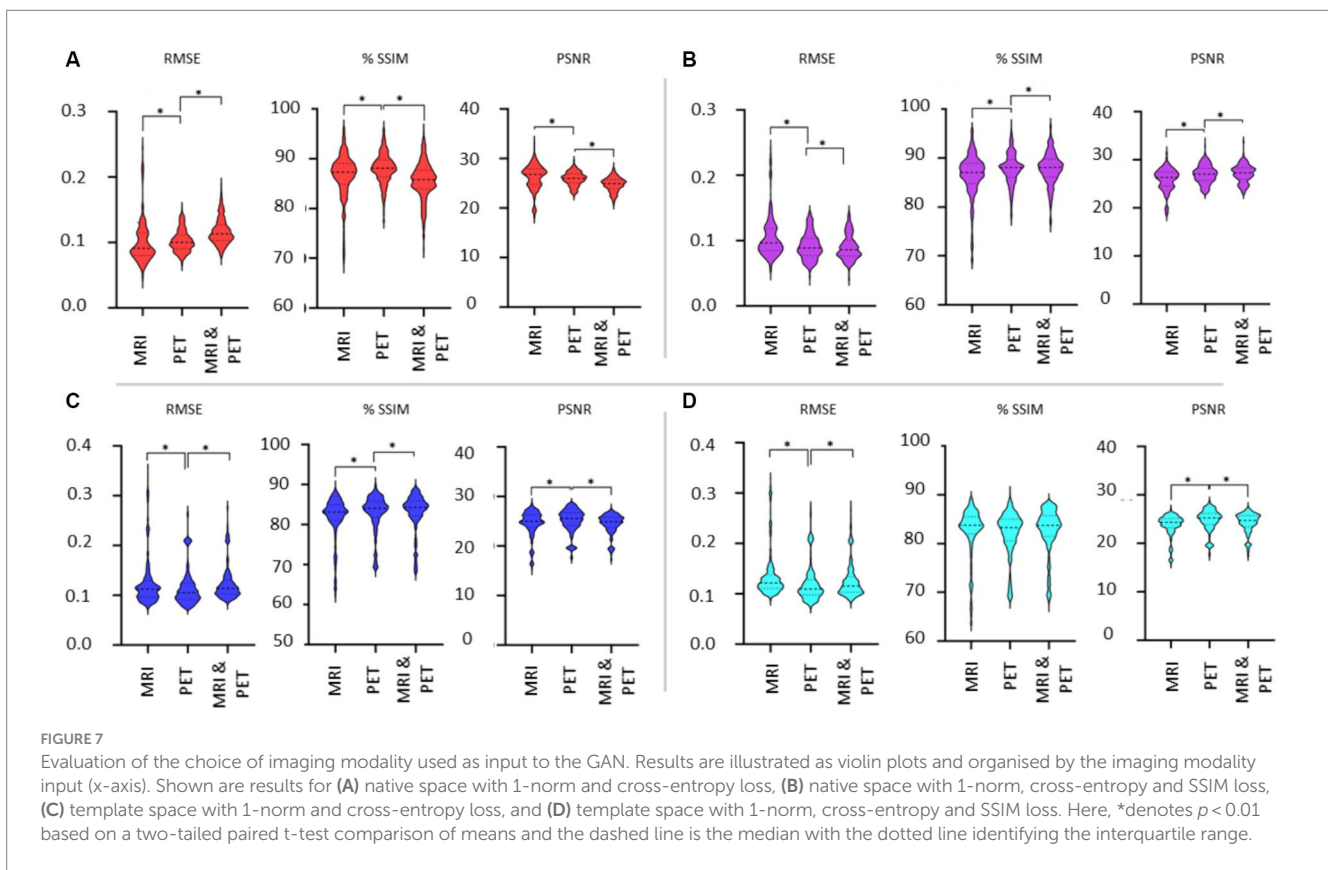 A
RMSE
% SSIM
PSNR
B
RMSE
% SSIM
PSNR
0.3
0.2
0.1
0.0
*
*
MRI
PET
MRI &
PET
100
90
80
70
60
*
*
MRI
PET
MRI &
PET
40
30
20
10
0
*
*
MRI
PET
MRI &
PET
0.3
0.2
0.1
0.0
*
*
MRI
PET
MRI &
PET
100
90
80
70
60
*
*
MRI
PET
MRI &
PET
40
30
20
10
0
*
*
MRI
PET
MRI &
PET
C
RMSE
% SSIM
PSNR
D
RMSE
% SSIM
PSNR
0.4
0.3
0.2
0.1
0.0
*
*
MRI
PET
MRI &
PET
100
90
80
70
60
50
*
*
MRI
PET
MRI &
PET
40
30
20
10
0
*
*
MRI
PET
MRI &
PET
0.4
0.3
0.2
0.1
0.0
*
*
MRI
PET
MRI &
PET
100
90
80
70
60
MRI
PET
MRI &
PET
40
30
20
10
0
*
*
MRI
PET
MRI &
PET
FIGURE 7
Evaluation of the choice of imaging modality used as input to the GAN. Results are illustrated as violin plots and organised by the imaging modality
input (x-axis). Shown are results for (A) native space with 1-norm and cross-entropy loss, (B) native space with 1-norm, cross-entropy and SSIM loss,
(C) template space with 1-norm and cross-entropy loss, and (D) template space with 1-norm, cross-entropy and SSIM loss. Here, *denotes p < 0.01
based on a two-tailed paired t-test comparison of means and the dashed line is the median with the dotted line identifying the interquartile range.